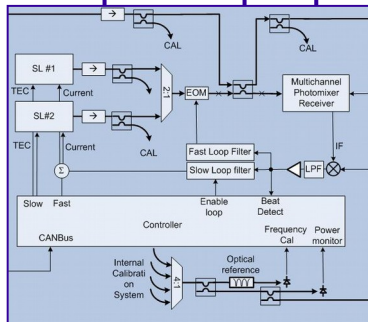 CAL
CAL
SL #1
TEC
Current
2:1
EOM
Multichannel
Photomixer
Receiver
SL#2
CAL
TEC
Current
IF
Fast Loop Filter
Σ
Slow Loop filter
LPF
Slow
Fast
Enable
loop
Beat
Detect
Controller
Frequency
Cal
Power
monitor
CANBus
Internal
Calibrati
on
System
4:1
Optical
reference